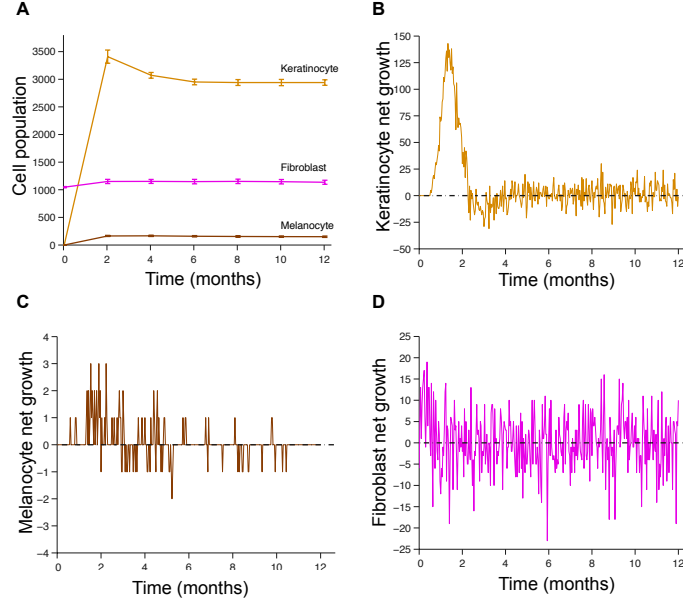 A
Cell population
3500
3000
2500
2000
1500
1000
500
0
Keratinocyte
Fibroblast
Melanocyte
0 2 4 6 8 10 12
Time (months)
B
Keratinocyte net growth
150
125
100
75
50
25
0
−25
−50
0 2 4 6 8 10 12
Time (months)
C
Melanocyte net growth
4
3
2
1
0
−1
−2
−3
−4
0 2 4 6 8 10 12
Time (months)
D
Fibroblast net growth
25
20
15
10
5
0
−5
−10
−15
−20
−25
0 2 4 6 8 10 12
Time (months)